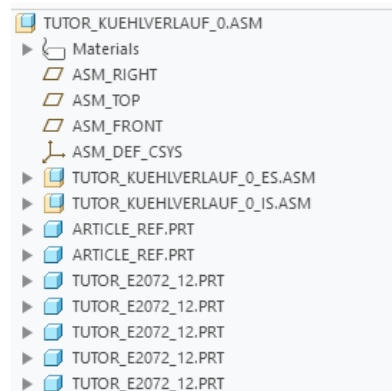 TUTOR_KUEHLVERLAUF_0.ASM
Materials
ASM_RIGHT
ASM_TOP
ASM_FRONT
ASM_DEF_CSYS
TUTOR_KUEHLVERLAUF_0_ES.ASM
TUTOR_KUEHLVERLAUF_0_IS.ASM
ARTICLE_REF.PRT
ARTICLE_REF.PRT
TUTOR_E2072_12.PRT
TUTOR_E2072_12.PRT
TUTOR_E2072_12.PRT
TUTOR_E2072_12.PRT
TUTOR_E2072_12.PRT